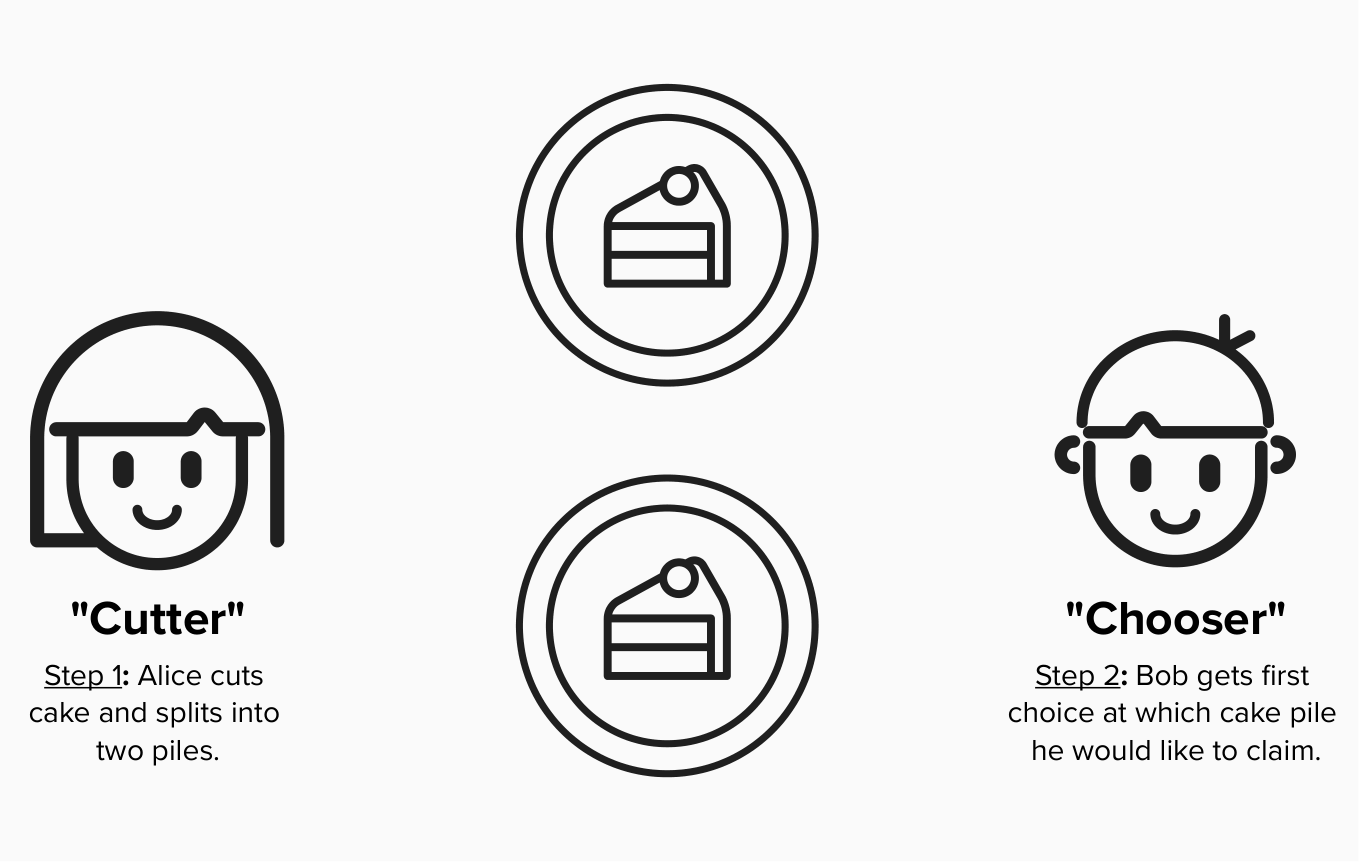 "Cutter"
Step 1: Alice cuts
cake and splits into
two piles.
"Chooser"
Step 2: Bob gets first
choice at which cake pile
he would like to claim.